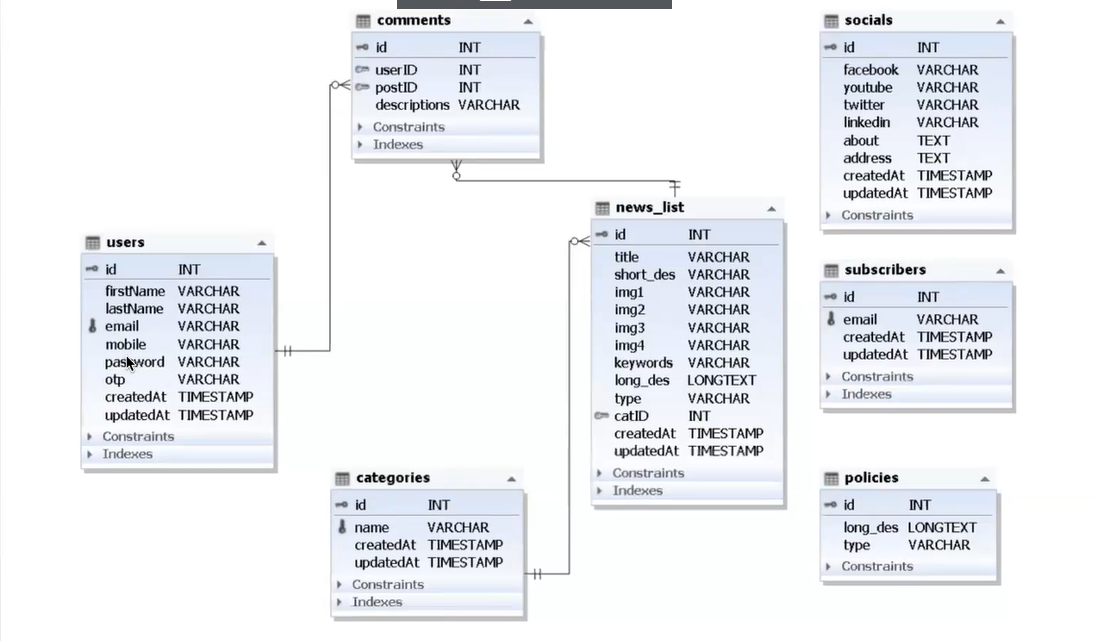 comments
id INT
userID INT
postID INT
descriptions VARCHAR
Constraints
Indexes
socials
id INT
facebook VARCHAR
youtube VARCHAR
twitter VARCHAR
linkedin VARCHAR
about TEXT
address TEXT
createdAt TIMESTAMP
updatedAt TIMESTAMP
Constraints
users
id INT
firstName VARCHAR
lastName VARCHAR
email VARCHAR
mobile VARCHAR
password VARCHAR
otp VARCHAR
createdAt TIMESTAMP
updatedAt TIMESTAMP
Constraints
Indexes
news_list
id INT
title VARCHAR
short_des VARCHAR
img1 VARCHAR
img2 VARCHAR
img3 VARCHAR
img4 VARCHAR
keywords VARCHAR
long_des LONGTEXT
type VARCHAR
catID INT
createdAt TIMESTAMP
updatedAt TIMESTAMP
Constraints
Indexes
subscribers
id INT
email VARCHAR
createdAt TIMESTAMP
updatedAt TIMESTAMP
Constraints
Indexes
categories
id INT
name VARCHAR
createdAt TIMESTAMP
updatedAt TIMESTAMP
Constraints
Indexes
policies
id INT
long_des LONGTEXT
type VARCHAR
Constraints